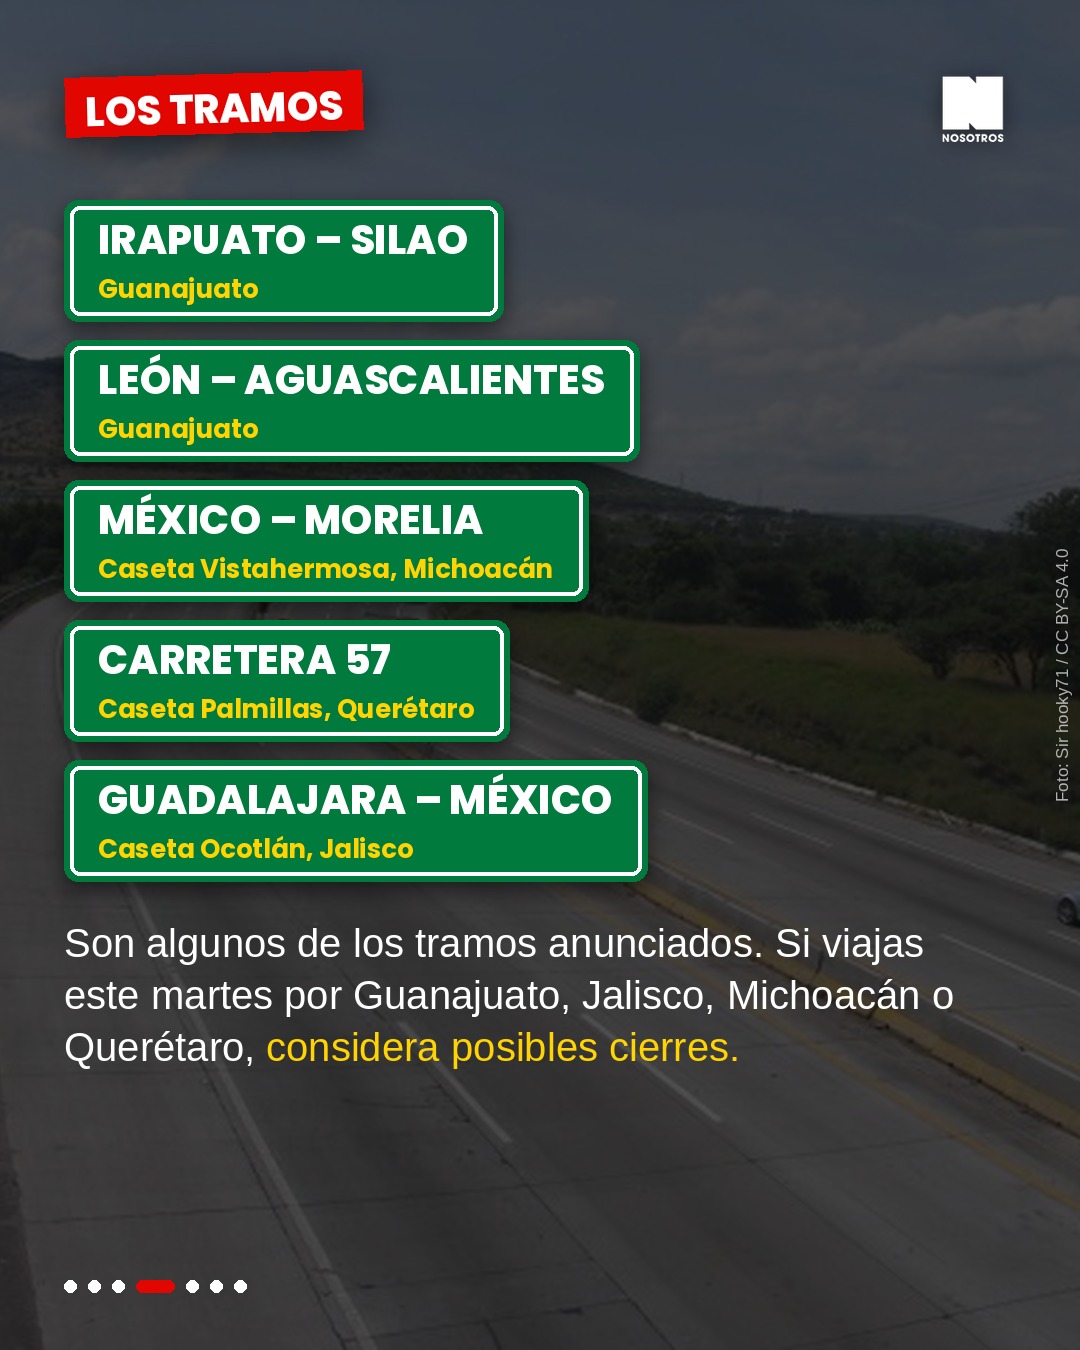 LOS TRAMOS
NOSOTROS
IRAPUATO – SILAO
Guanajuato
LEÓN – AGUASCALIENTES
Guanajuato
MÉXICO – MORELIA
Caseta Vistahermosa, Michoacán
CARRETERA 57
Caseta Palmillas, Querétaro
GUADALAJARA – MÉXICO
Caseta Ocotlán, Jalisco
Son algunos de los tramos anunciados. Si viajas
este martes por Guanajuato, Jalisco, Michoacán o
Querétaro, considera posibles cierres.
Foto: Sir hooky71 / CC BY-SA 4.0